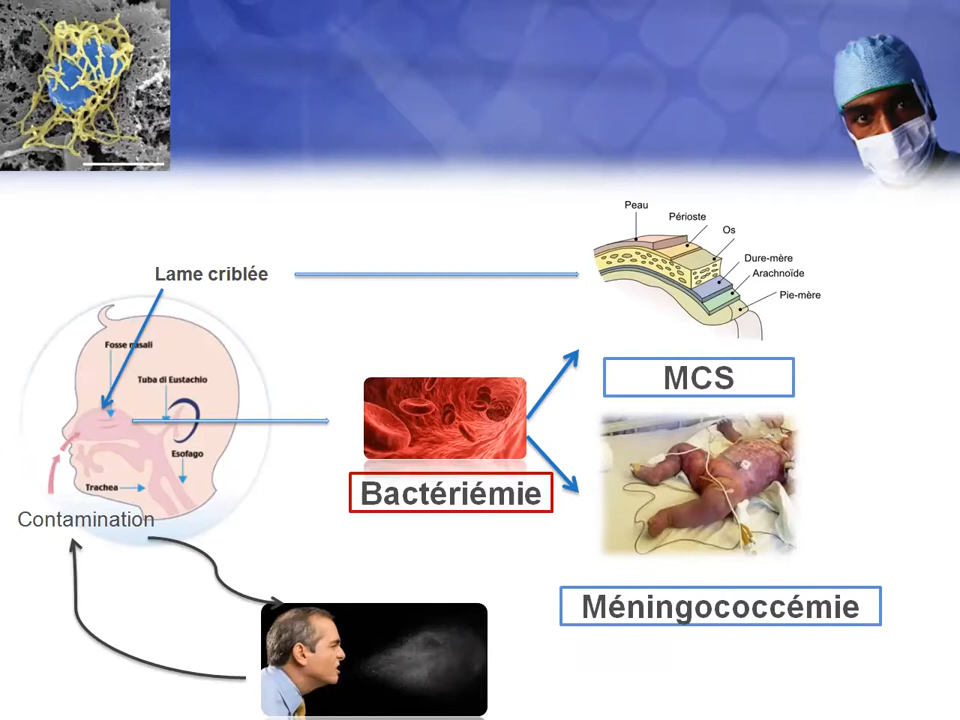 Peau
Périoste
Os
Dure-mère
Arachnoïde
Pie-mère
Lame criblée
Fosse nasali
Tuba di Eustachio
Esofago
Trachea
Contamination
MCS
Bactériémie
Méningococcémie